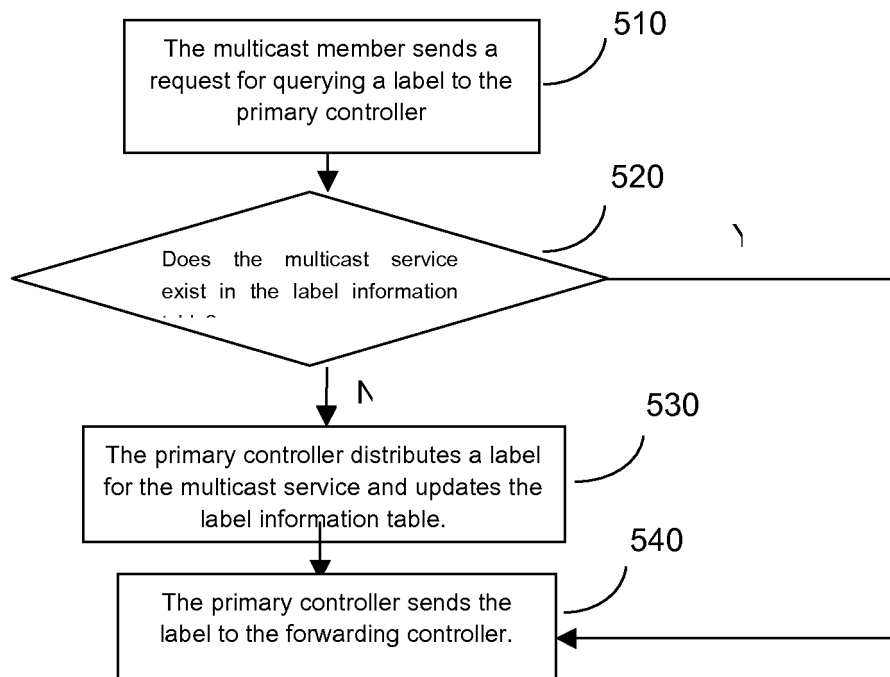 The multicast member sends a
request for querying a label to the
primary controller
510
520
Does the multicast service
exist in the label information
Y
N
The primary controller distributes a label
for the multicast service and updates the
label information table.
530
The primary controller sends the
label to the forwarding controller.
540